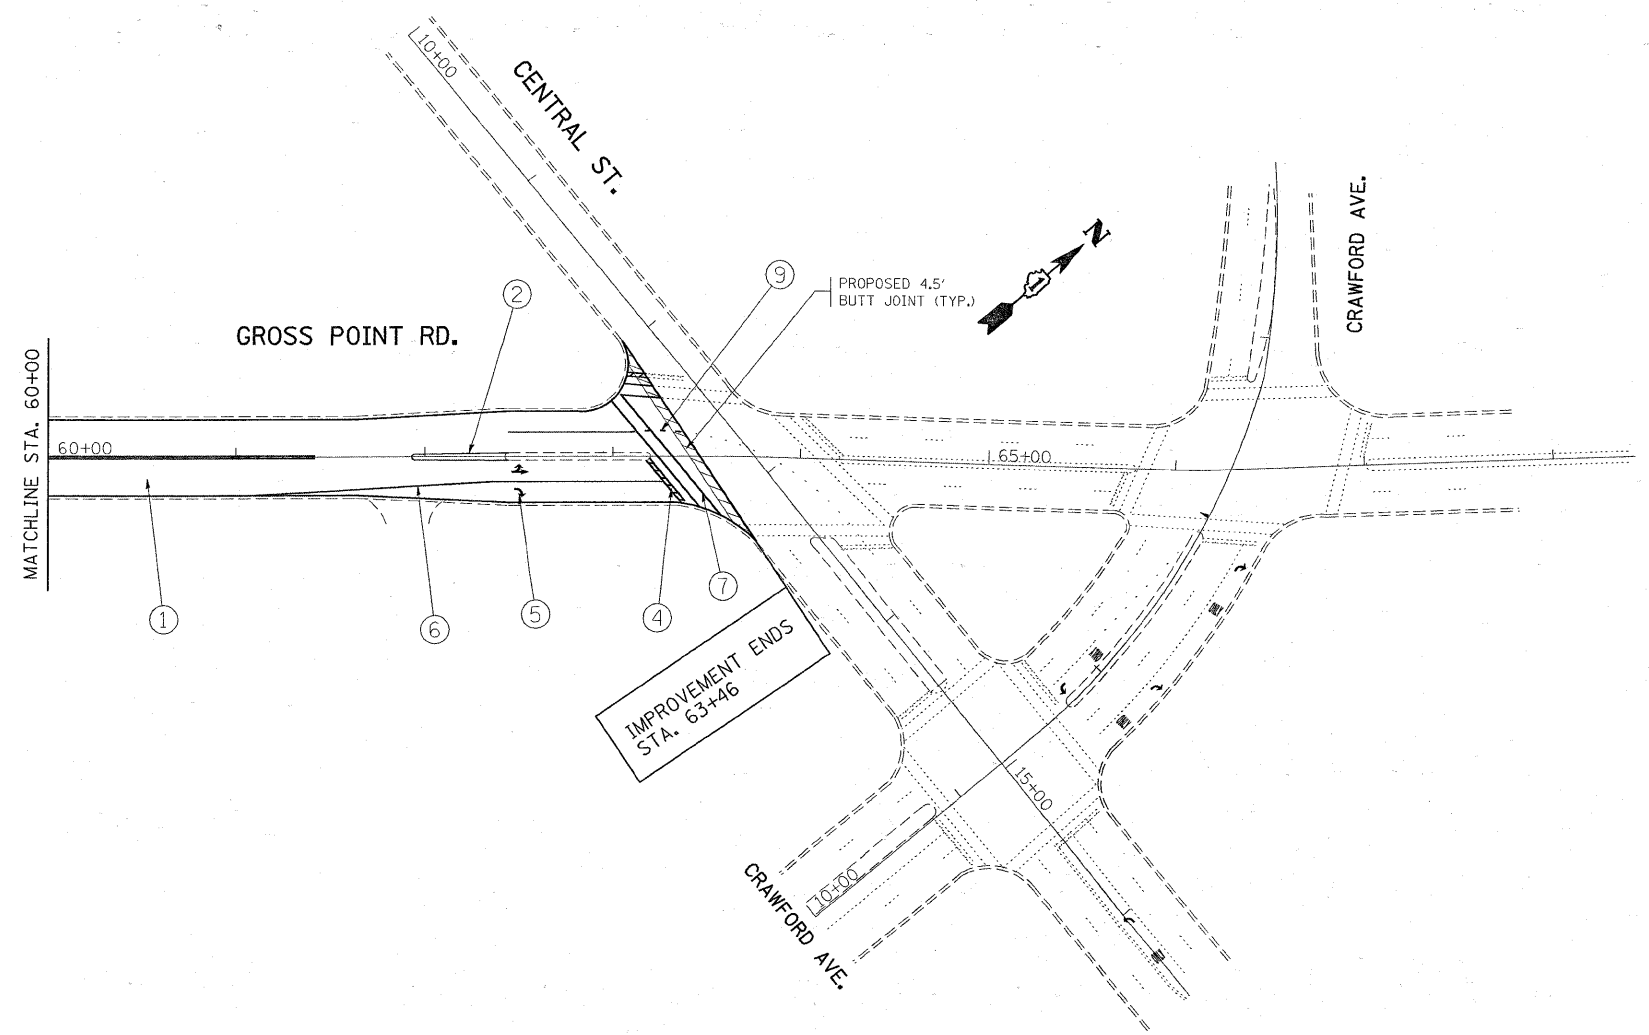 10+00
CENTRAL ST.
CRAWFORD AVE.
N
1
9
PROPOSED 4.5'
BUTT JOINT (TYP.)
2
GROSS POINT RD.
MATCHLINE STA. 60+00
60+00
65+00
1
6
5
4
7
IMPROVEMENT ENDS
STA. 63+46
15+00
10+00
CRAWFORD AVE.